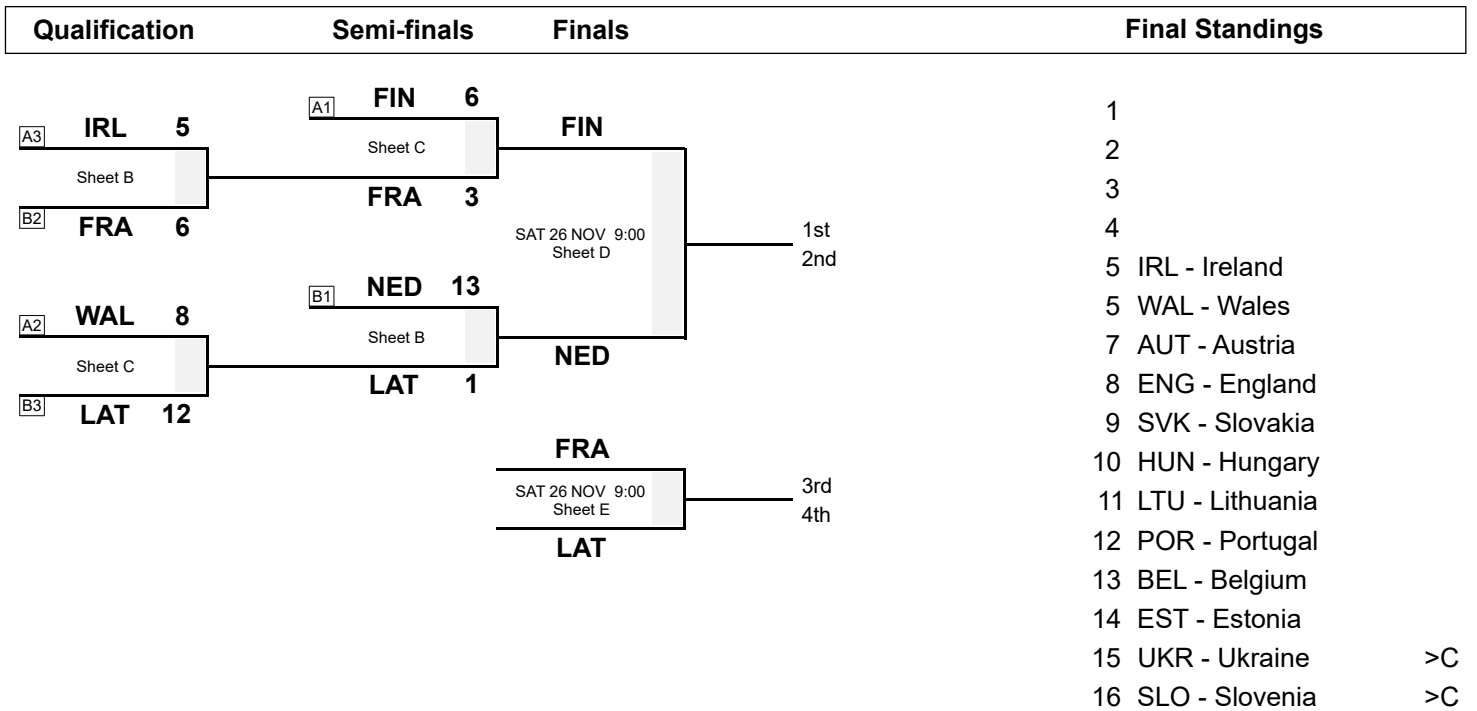 Qualification Semi-finals Finals Final Standings
A1 FIN 6
A3 IRL 5
Sheet C
FIN
Sheet B
FRA 3
B2 FRA 6
SAT 26 NOV 9:00
Sheet D
1st
2nd
B1 NED 13
A2 WAL 8
Sheet B
Sheet C
NED
LAT 1
B3 LAT 12
FRA
SAT 26 NOV 9:00
Sheet E
3rd
4th
LAT
1
2
3
4
5 IRL - Ireland
5 WAL - Wales
7 AUT - Austria
8 ENG - England
9 SVK - Slovakia
10 HUN - Hungary
11 LTU - Lithuania
12 POR - Portugal
13 BEL - Belgium
14 EST - Estonia
15 UKR - Ukraine >C
16 SLO - Slovenia >C